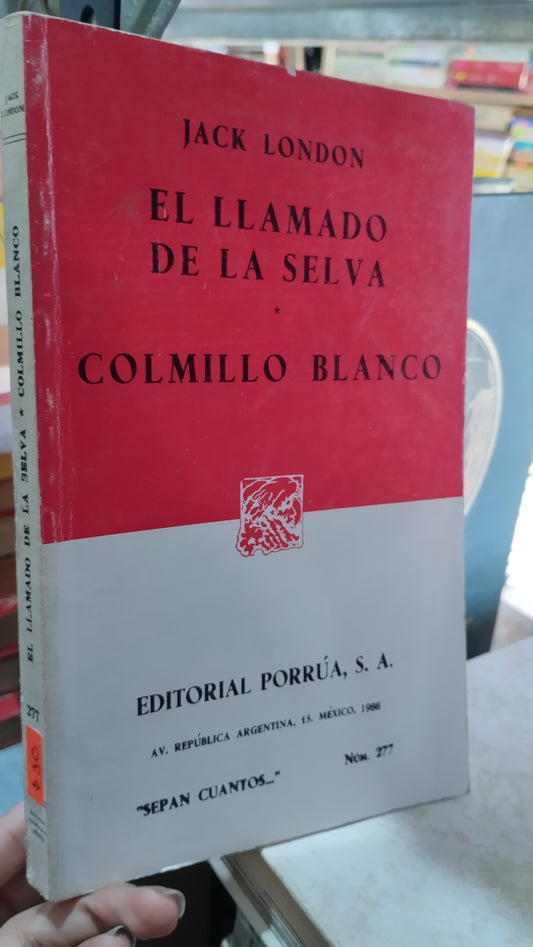 JACK LONDON
EL LLAMADO
DE LA SELVA
*
COLMILLO BLANCO
EDITORIAL PORRÚA, S. A.
AV. REPÚBLICA ARGENTINA, 15. MÉXICO, 1988
"SEPAN CUANTOS..." NÚM. 277
JACK
LONDON
EL LLAMADO DE LA SELVA * COLMILLO BLANCO
277
$30